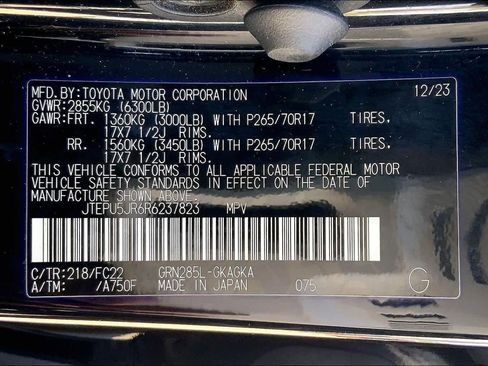 MFD.BY:TOYOTA MOTOR CORPORATION 12/23
GVWR:2855KG (6300LB)
GAWR:FRT. 1360KG (3000LB) WITH P265/70R17 TIRES.
17X7 1/2J RIMS.
RR. 1560KG (3450LB) WITH P265/70R17 TIRES.
17X7 1/2J RIMS.
THIS VEHICLE CONFORMS TO ALL APPLICABLE FEDERAL MOTOR
VEHICLE SAFETY STANDARDS IN EFFECT ON THE DATE OF
MANUFACTURE SHOWN ABOVE.
JTEPU5JR6R6237823 MPV
C/TR:218/FC22 GRN285L-GKAGKA
A/TM: /A750F MADE IN JAPAN 075 G